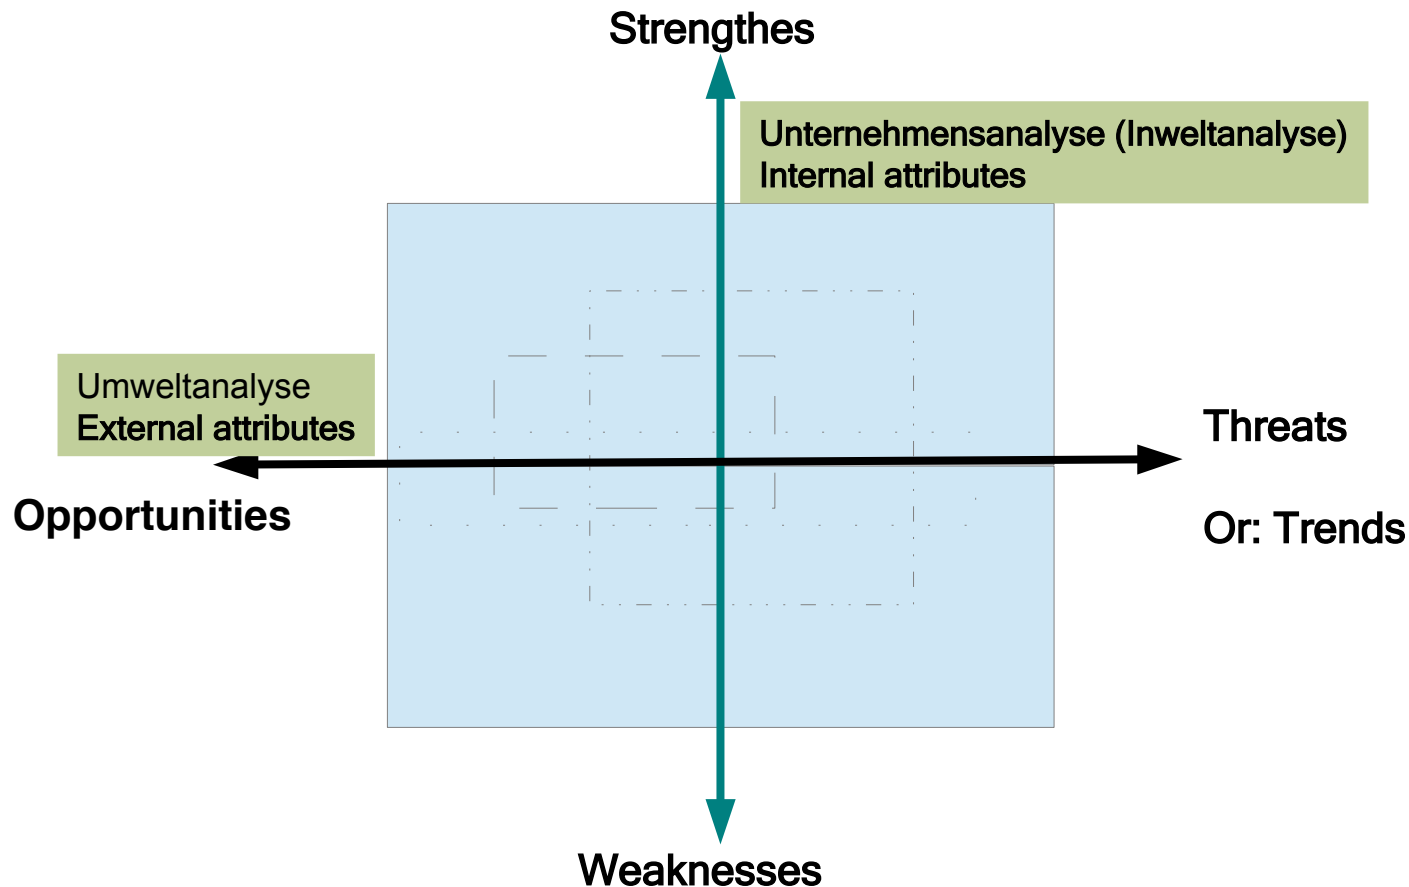 Strengthes
Unternehmensanalyse (Inweltanalyse)
Internal attributes
Umweltanalyse
External attributes
Opportunities
Threats
Or: Trends
Weaknesses